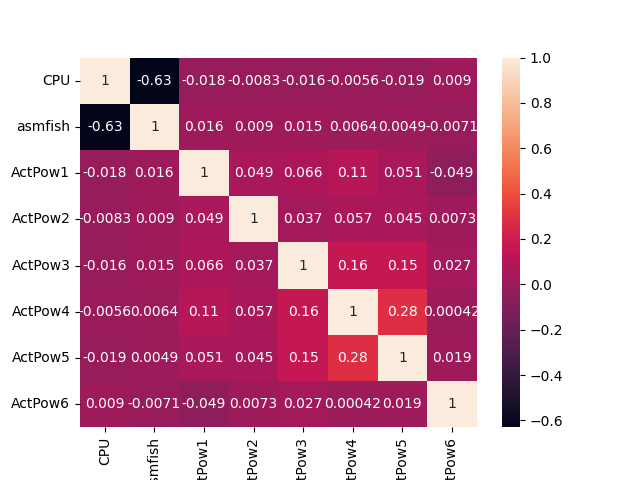 CPU 1 -0.63 -0.018 -0.0083 -0.016 -0.0056 -0.019 0.009
asmfish -0.63 1 0.016 0.009 0.015 0.0064 0.0049 -0.0071
ActPow1 -0.018 0.016 1 0.049 0.066 0.11 0.051 -0.049
ActPow2 -0.0083 0.009 0.049 1 0.037 0.057 0.045 0.0073
ActPow3 -0.016 0.015 0.066 0.037 1 0.16 0.15 0.027
ActPow4 -0.0056 0.0064 0.11 0.057 0.16 1 0.28 0.00042
ActPow5 -0.019 0.0049 0.051 0.045 0.15 0.28 1 0.019
ActPow6 0.009 -0.0071 -0.049 0.0073 0.027 0.00042 0.019 1
CPU
smfish
tPow1
tPow2
tPow3
tPow4
tPow5
tPow6
1.0
0.8
0.6
0.4
0.2
0.0
−0.2
−0.4
−0.6